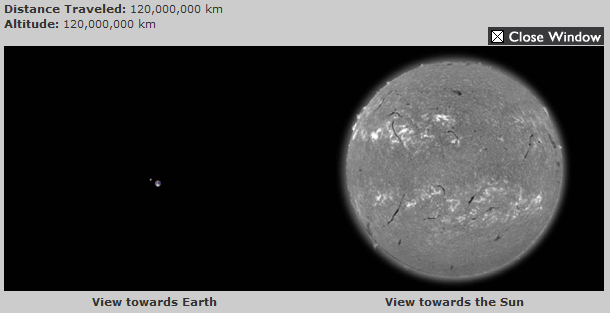 Distance Traveled: 120,000,000 km
Altitude: 120,000,000 km
Close Window
View towards Earth
View towards the Sun